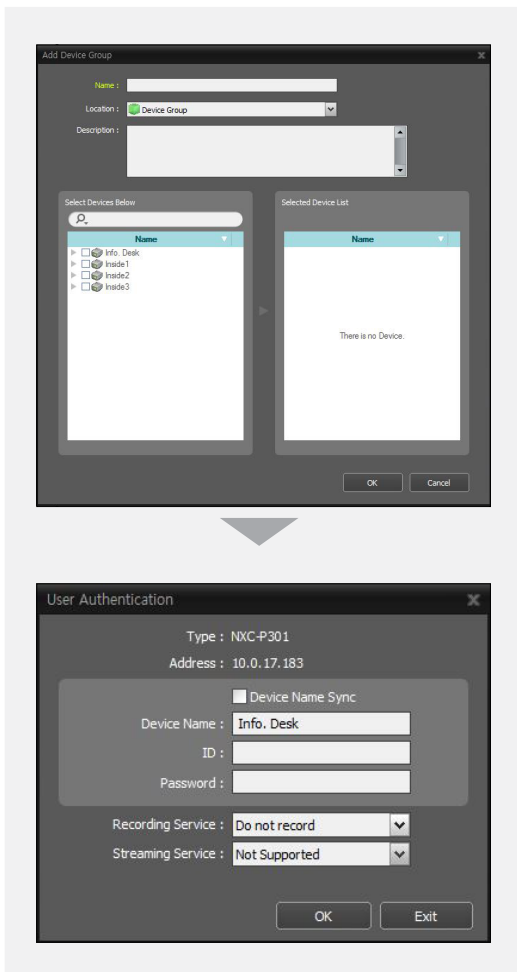 Add Device Group
Name :
Location : Device Group
Description :
Select Devices Below
Name
Info. Desk
Inside1
Inside2
Inside3
Selected Device List
Name
There is no Device.
OK Cancel
User Authentication
Type : NXC-P301
Address : 10.0.17.183
Device Name Sync
Device Name : Info. Desk
ID :
Password :
Recording Service : Do not record
Streaming Service : Not Supported
OK Exit